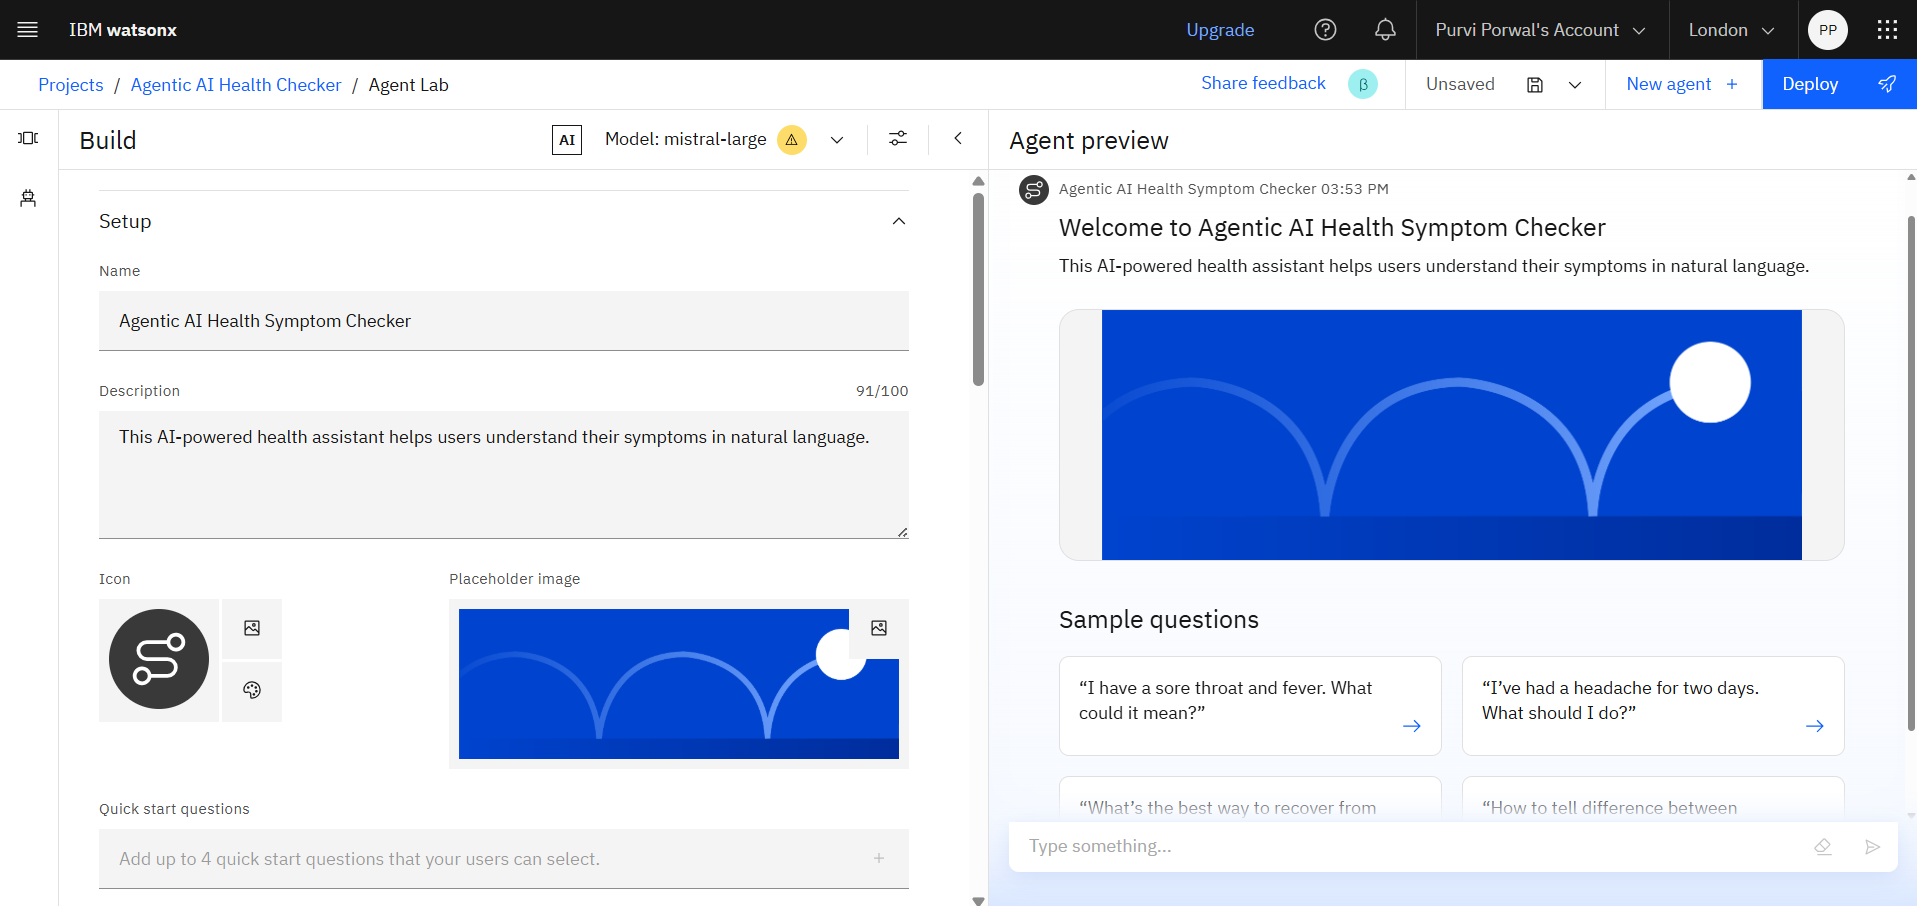 IBM watsonx
Upgrade
Purvi Porwal's Account
London
PP
Projects / Agentic AI Health Checker / Agent Lab
Share feedback
β
Unsaved
New agent +
Deploy
Build
AI
Model: mistral-large
Agent preview
Setup
Name
Agentic AI Health Symptom Checker
Description
91/100
This AI-powered health assistant helps users understand their symptoms in natural language.
Icon
Placeholder image
Quick start questions
Add up to 4 quick start questions that your users can select.
Agentic AI Health Symptom Checker 03:53 PM
Welcome to Agentic AI Health Symptom Checker
This AI-powered health assistant helps users understand their symptoms in natural language.
Sample questions
“I have a sore throat and fever. What
could it mean?”
“I’ve had a headache for two days.
What should I do?”
“What’s the best way to recover from
“How to tell difference between
Type something...